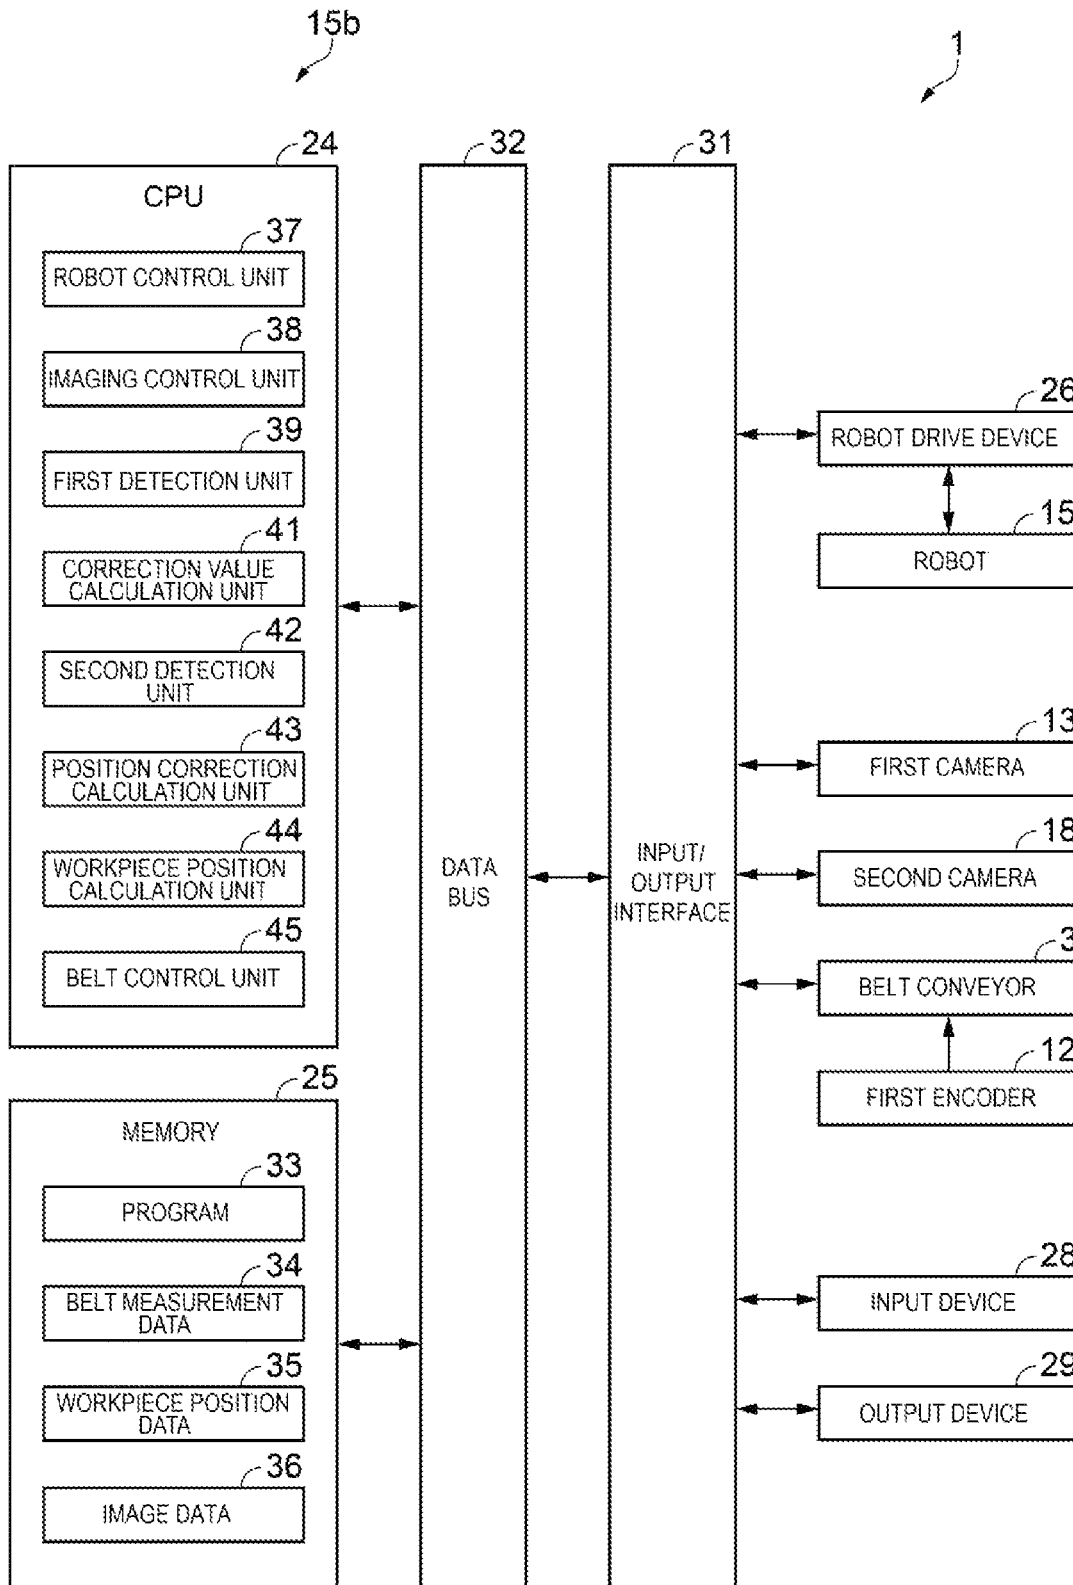 15b
1
24
CPU
37
ROBOT CONTROL UNIT
38
IMAGING CONTROL UNIT
39
FIRST DETECTION UNIT
41
CORRECTION VALUE
CALCULATION UNIT
42
SECOND DETECTION
UNIT
43
POSITION CORRECTION
CALCULATION UNIT
44
WORKPIECE POSITION
CALCULATION UNIT
45
BELT CONTROL UNIT
25
MEMORY
33
PROGRAM
34
BELT MEASUREMENT
DATA
35
WORKPIECE POSITION
DATA
36
IMAGE DATA
32
DATA
BUS
31
INPUT/
OUTPUT
INTERFACE
26
ROBOT DRIVE DEVICE
15
ROBOT
13
FIRST CAMERA
18
SECOND CAMERA
3
BELT CONVEYOR
12
FIRST ENCODER
28
INPUT DEVICE
29
OUTPUT DEVICE